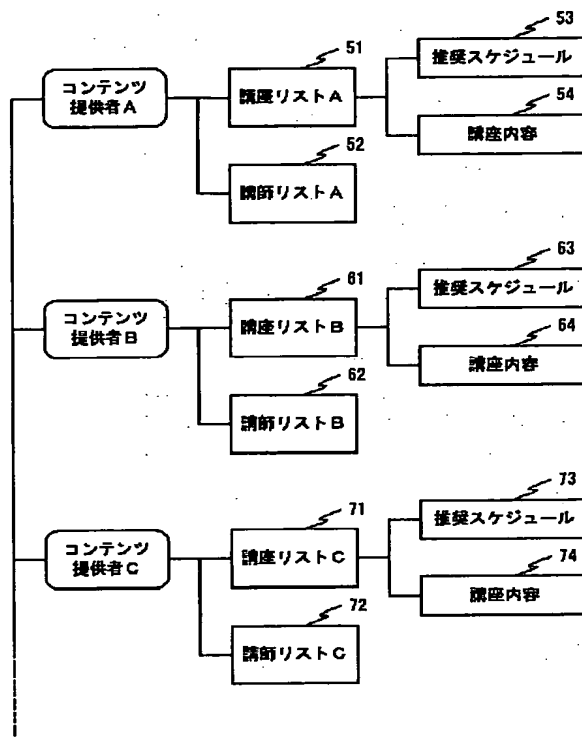 コンテンツ
提供者A
51
講座リストA
52
講師リストA
53
推奨スケジュール
54
講座内容
コンテンツ
提供者B
61
講座リストB
62
講師リストB
63
推奨スケジュール
64
講座内容
コンテンツ
提供者C
71
講座リストC
72
講師リストC
73
推奨スケジュール
74
講座内容